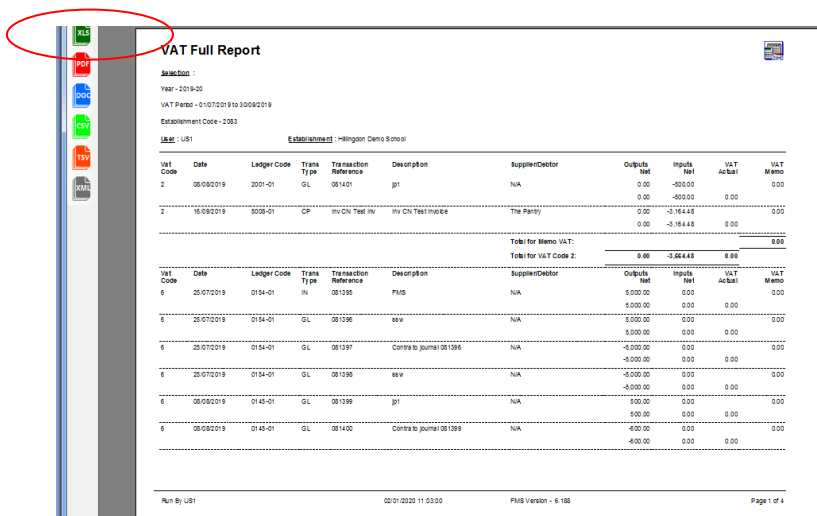 XLS
PDF
DOC
CSV
TSV
XML
VAT Full Report
Selection :
Year - 2019-20
VAT Period - 01/07/2019 to 30/09/2019
Establishment Code - 2083
User : US1 Establishment : Hillingdon Demo School
Vat Code Date Ledger Code Trans Type Transaction Reference Description Supplier/Debtor Outputs Net Inputs Net VAT Actual VAT Memo
2 08/08/2019 2001-01 GL 081401 jp1 N/A 0.00 -500.00 0.00
0.00 -500.00 0.00
2 16/09/2019 5008-01 CP Inv CN Test Inv Inv CN Test Invoice The Pantry 0.00 -3,164.48 0.00
0.00 -3,164.48 0.00
Total for Memo VAT: 0.00
Total for VAT Code 2: 0.00 -3,664.48 0.00
Vat Code Date Ledger Code Trans Type Transaction Reference Description Supplier/Debtor Outputs Net Inputs Net VAT Actual VAT Memo
6 25/07/2019 0154-01 IN 081395 FMS N/A 5,000.00 0.00 0.00
5,000.00 0.00 0.00
6 25/07/2019 0154-01 GL 081396 ssw N/A 5,000.00 0.00 0.00
5,000.00 0.00 0.00
6 25/07/2019 0154-01 GL 081397 Contra to journal 081396 N/A -5,000.00 0.00 0.00
-5,000.00 0.00 0.00
6 25/07/2019 0154-01 GL 081398 ssw N/A -5,000.00 0.00 0.00
-5,000.00 0.00 0.00
6 08/08/2019 0145-01 GL 081399 jp1 N/A 500.00 0.00 0.00
500.00 0.00 0.00
6 08/08/2019 0145-01 GL 081400 Contra to journal 081399 N/A -500.00 0.00 0.00
-500.00 0.00 0.00
Run By US1 02/01/2020 11:03:00 FMS Version - 6.188 Page 1 of 4